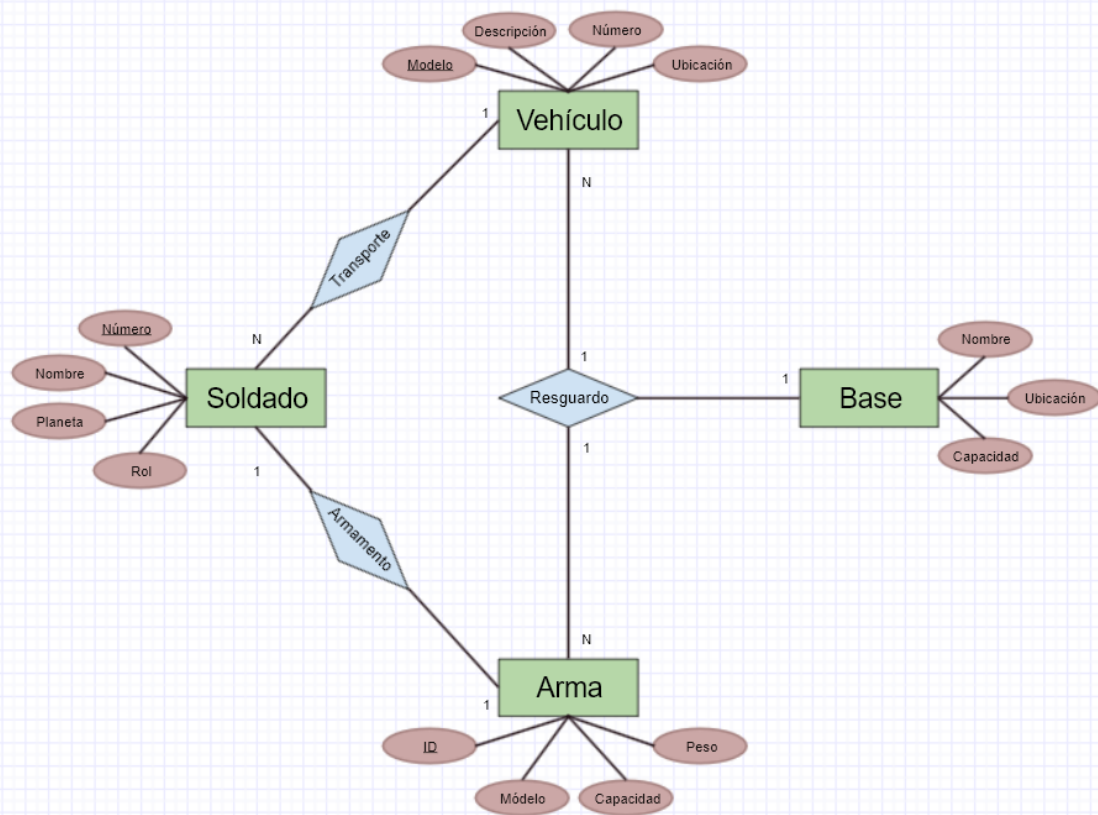 Descripción
Número
Modelo
Ubicación
1
Vehículo
N
Transporte
Número
N
Nombre
1
1
Nombre
Soldado
Resguardo
Base
Ubicación
Planeta
1
1
Capacidad
Rol
Armamento
N
Arma
1
ID
Peso
Módelo
Capacidad